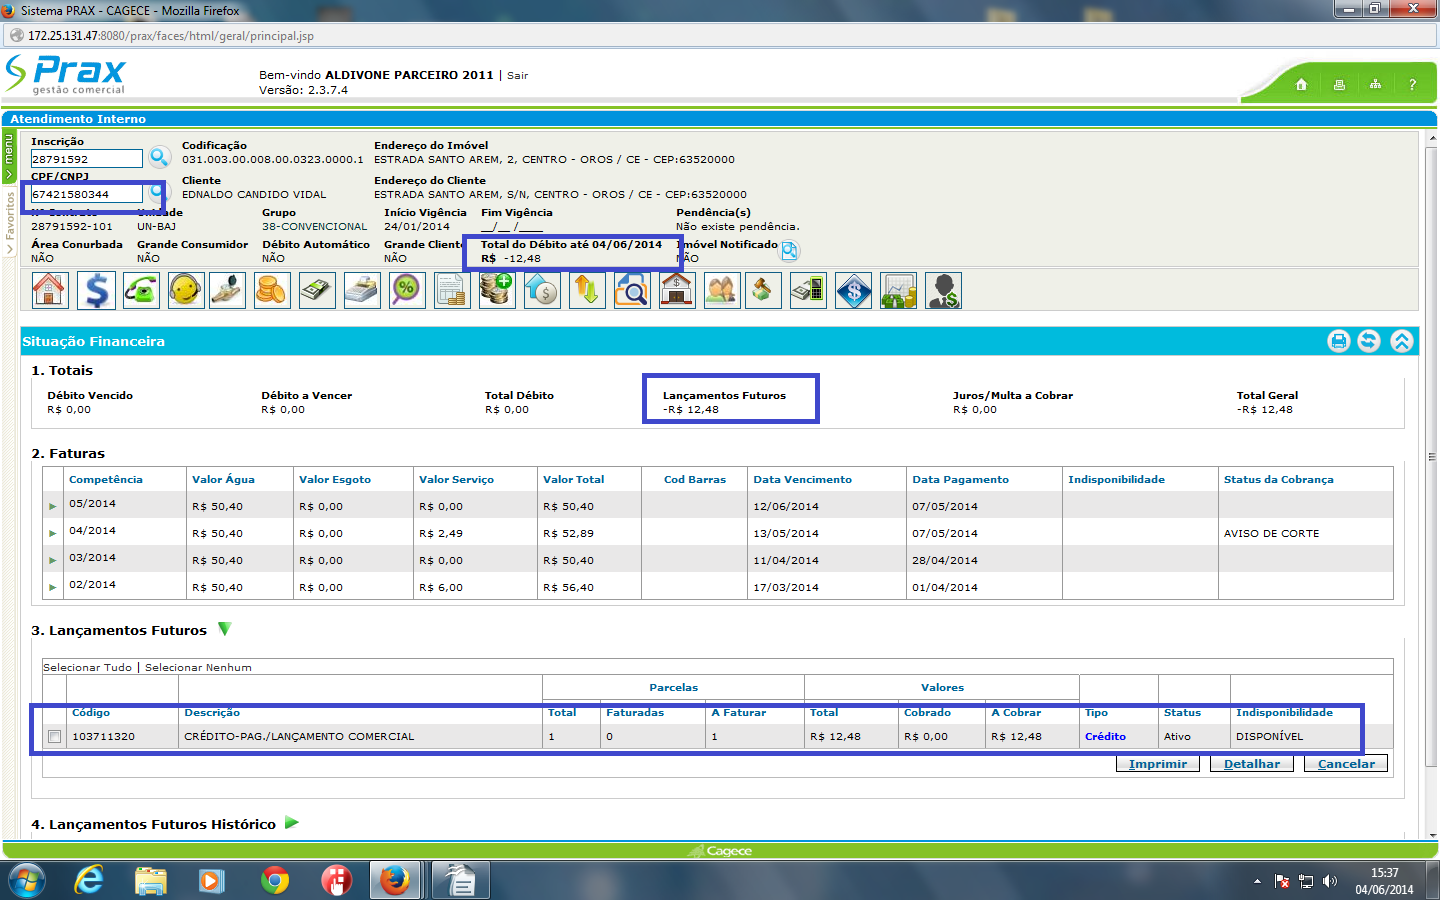 Sistema PRAX - CAGECE - Mozilla Firefox
172.25.131.47:8080/prax/faces/html/geral/principal.jsp
Prax
gestão comercial
Bem-vindo ALDIVONE PARCEIRO 2011 | Sair
Versão: 2.3.7.4
?
Atendimento Interno
menu
Favoritos
Inscrição Codificação Endereço do Imóvel
28791592 031.003.00.008.00.0323.0000.1 ESTRADA SANTO AREM, 2, CENTRO - OROS / CE - CEP:63520000
CPF/CNPJ Cliente Endereço do Cliente
67421580344 EDNALDO CANDIDO VIDAL ESTRADA SANTO AREM, S/N, CENTRO - OROS / CE - CEP:63520000
Nº Contrato Unidade Grupo Início Vigência Fim Vigência Pendência(s)
28791592-101 UN-BAJ 38-CONVENCIONAL 24/01/2014 __/__ /____ Não existe pendência.
Área Conurbada Grande Consumidor Débito Automático Grande Cliente Total do Débito até 04/06/2014 Imóvel Notificado
NÃO NÃO NÃO NÃO R$ -12,48 NÃO
Situação Financeira
1. Totais
Débito Vencido Débito a Vencer Total Débito Lançamentos Futuros Juros/Multa a Cobrar Total Geral
R$ 0,00 R$ 0,00 R$ 0,00 -R$ 12,48 R$ 0,00 -R$ 12,48
2. Faturas
Competência Valor Água Valor Esgoto Valor Serviço Valor Total Cod Barras Data Vencimento Data Pagamento Indisponibilidade Status da Cobrança
05/2014 R$ 50,40 R$ 0,00 R$ 0,00 R$ 50,40 12/06/2014 07/05/2014
04/2014 R$ 50,40 R$ 0,00 R$ 2,49 R$ 52,89 13/05/2014 07/05/2014 AVISO DE CORTE
03/2014 R$ 50,40 R$ 0,00 R$ 0,00 R$ 50,40 11/04/2014 28/04/2014
02/2014 R$ 50,40 R$ 0,00 R$ 6,00 R$ 56,40 17/03/2014 01/04/2014
3. Lançamentos Futuros
Selecionar Tudo | Selecionar Nenhum
Parcelas Valores
Código Descrição Total Faturadas A Faturar Total Cobrado A Cobrar Tipo Status Indisponibilidade
103711320 CRÉDITO-PAG./LANÇAMENTO COMERCIAL 1 0 1 R$ 12,48 R$ 0,00 R$ 12,48 Crédito Ativo DISPONÍVEL
Imprimir Detalhar Cancelar
4. Lançamentos Futuros Histórico
Cagece
15:37
04/06/2014